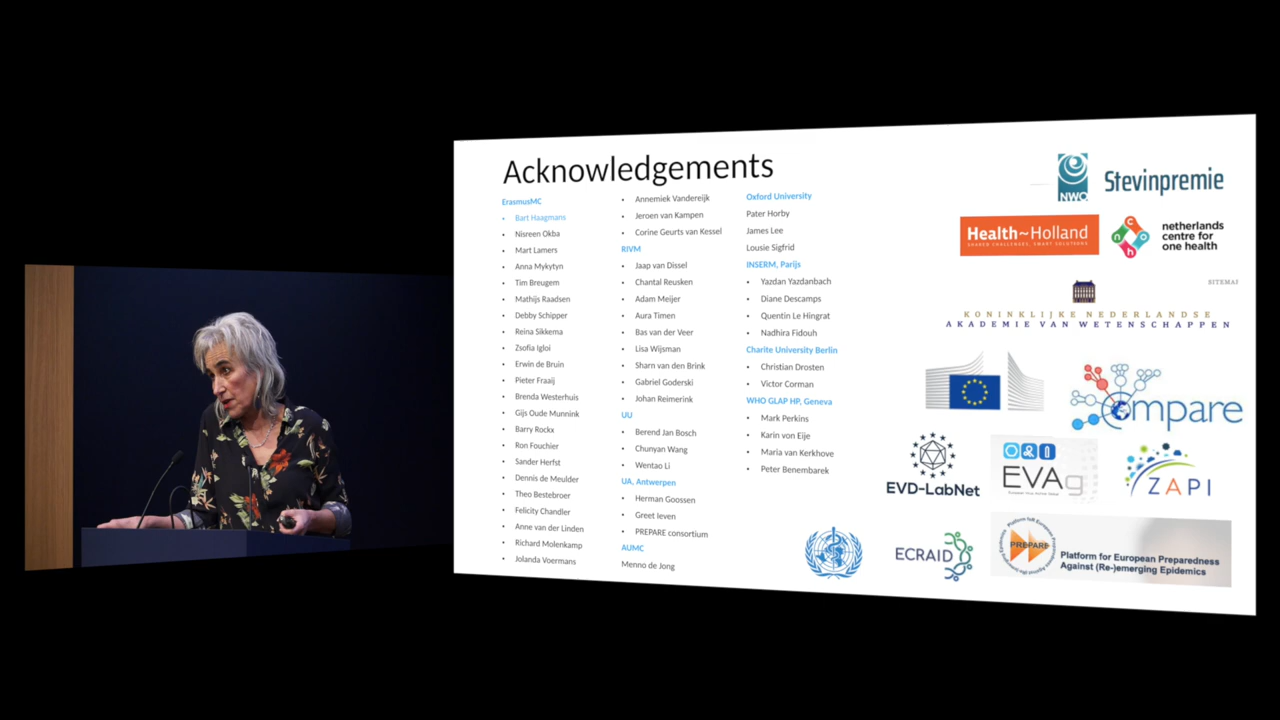 Acknowledgements
ErasmusMC
Bart Haagmans
Nisreen Okba
Mart Lamers
Anna Mykytyn
Tim Breugem
Mathijs Raadsen
Debby Schipper
Reina Sikkema
Zsofia Igloi
Erwin de Bruin
Pieter Fraaij
Brenda Westerhuis
Gijs Oude Munnink
Barry Rockx
Ron Fouchier
Sander Herfst
Dennis de Meulder
Theo Bestebroer
Felicity Chandler
Anne van der Linden
Richard Molenkamp
Jolanda Voermans
Annemiek Vandereijk
Jeroen van Kampen
Corine Geurts van Kessel
RIVM
Jaap van Dissel
Chantal Reusken
Adam Meijer
Aura Timen
Bas van der Veer
Lisa Wijsman
Sharn van den Brink
Gabriel Goderski
Johan Reimerink
UU
Berend Jan Bosch
Chunyan Wang
Wentao Li
UA, Antwerpen
Herman Goossen
Greet Ieven
PREPARE consortium
AUMC
Menno de Jong
Oxford University
Pater Horby
James Lee
Lousie Sigfrid
INSERM, Parijs
Yazdan Yazdanbach
Diane Descamps
Quentin Le Hingrat
Nadhira Fidouh
Charite University Berlin
Christian Drosten
Victor Corman
WHO GLAP HP, Geneva
Mark Perkins
Karin von Eije
Maria van Kerkhove
Peter Benembarek
NWO
Stevinpremie
Health~Holland
SHARED CHALLENGES, SMART SOLUTIONS
ncoh
netherlands
centre for
one health
SITEMAP
KONINKLIJKE NEDERLANDSE
AKADEMIE VAN WETENSCHAPPEN
Compare
EVD-LabNet
EVAg
ZAPI
ECRAID
PREPARE
Platform for European Preparedness
Against (Re-)emerging Epidemics